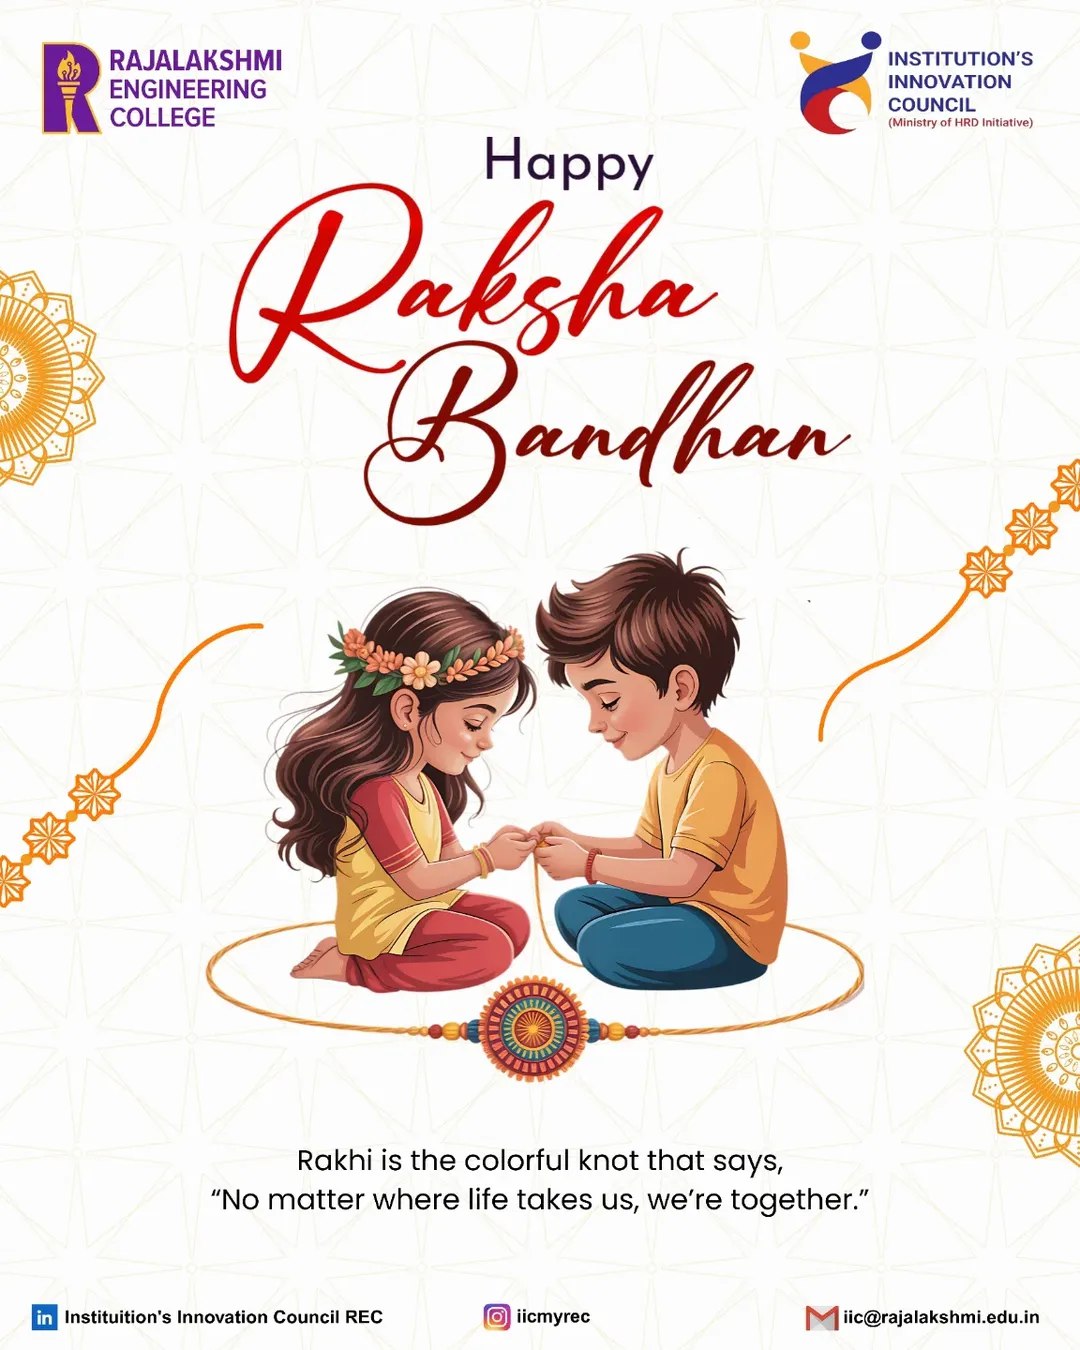 RAJALAKSHMI
ENGINEERING
COLLEGE
INSTITUTION'S
INNOVATION
COUNCIL
(Ministry of HRD Initiative)
Happy
Raksha
Bandhan
Rakhi is the colorful knot that says,
“No matter where life takes us, we’re together.”
in Instituition's Innovation Council REC
iicmyrec
iic@rajalakshmi.edu.in